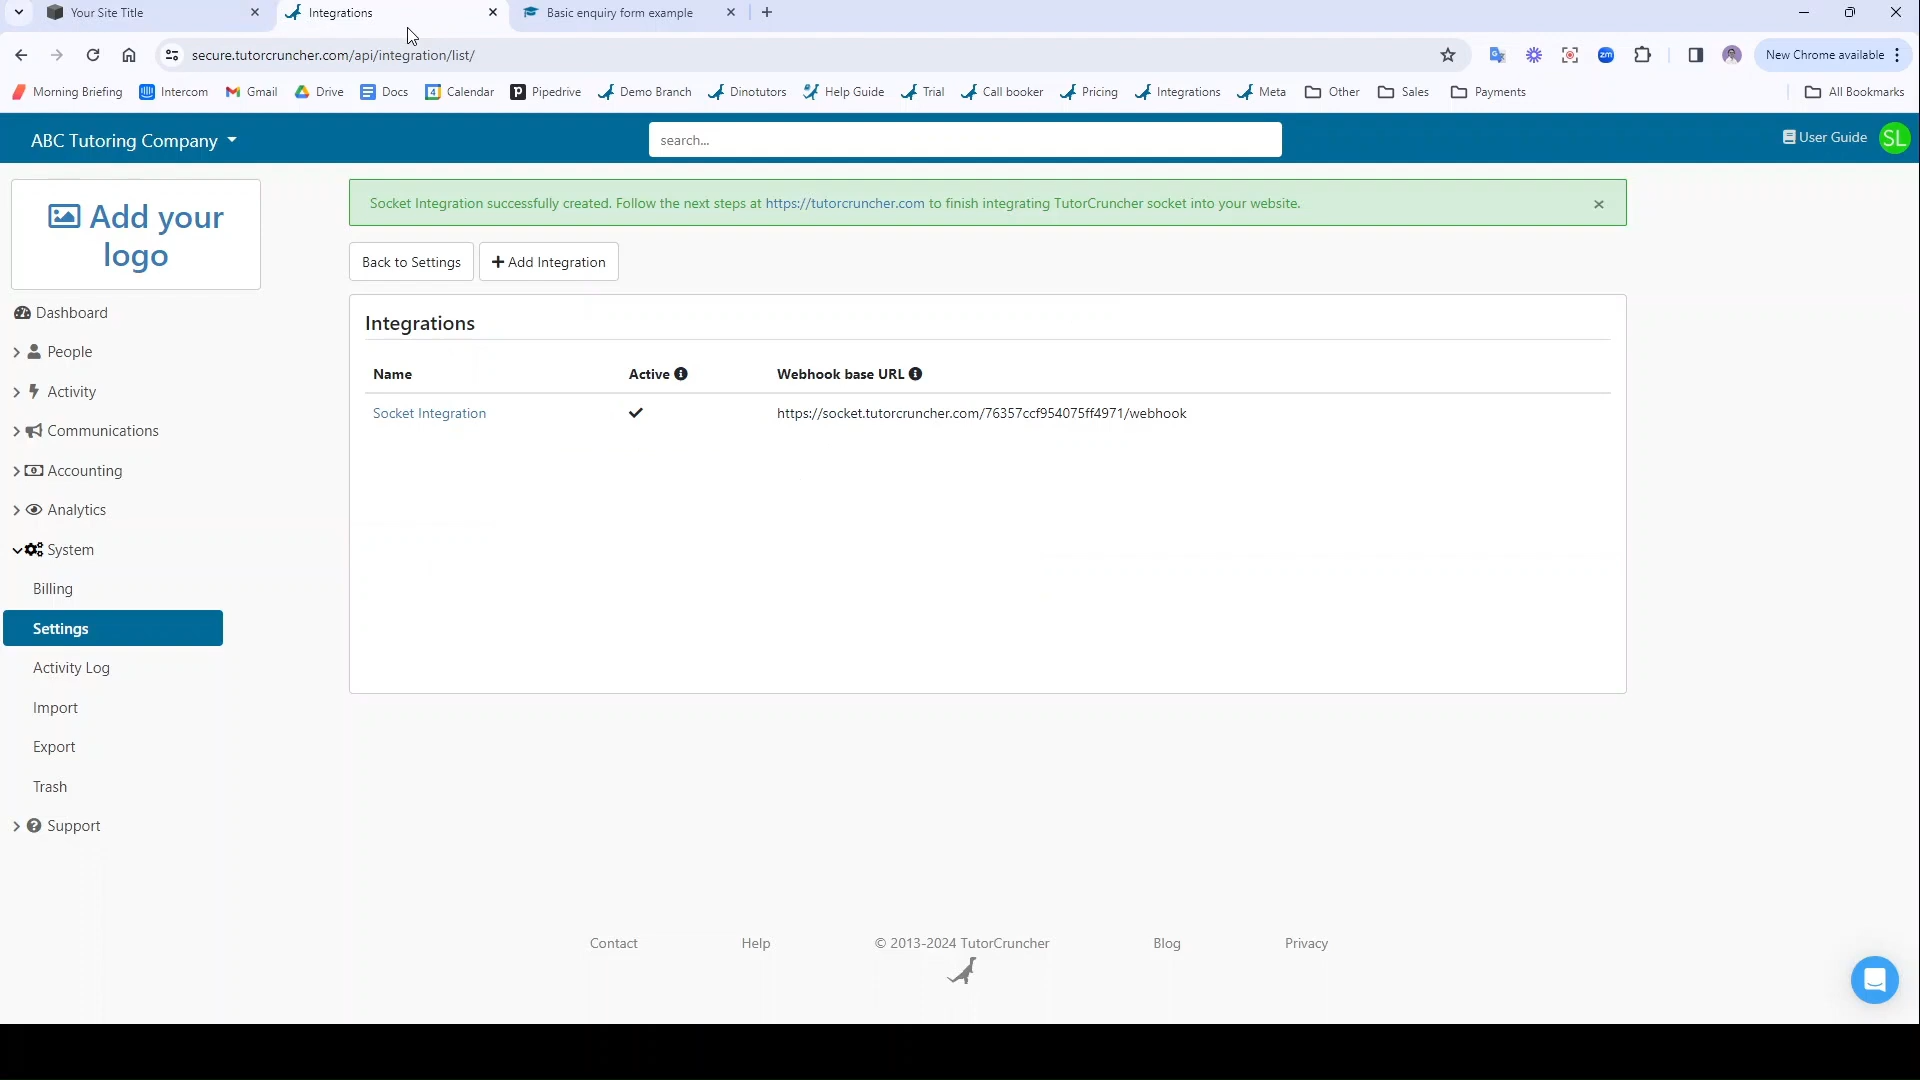 Your Site Title
Integrations
Basic enquiry form example
secure.tutorcruncher.com/api/integration/list/
zm
New Chrome available
Morning Briefing
Intercom
Gmail
Drive
Docs
4
Calendar
Pipedrive
Demo Branch
Dinotutors
Help Guide
Trial
Call booker
Pricing
Integrations
Meta
Other
Sales
Payments
All Bookmarks
ABC Tutoring Company
search...
User Guide
SL
Add your
logo
Socket Integration successfully created. Follow the next steps at https://tutorcruncher.com to finish integrating TutorCruncher socket into your website.
Back to Settings
Add Integration
Dashboard
People
Activity
Communications
Accounting
Analytics
System
Billing
Settings
Activity Log
Import
Export
Trash
Support
Integrations
Name
Active
Webhook base URL
Socket Integration
https://socket.tutorcruncher.com/76357ccf954075ff4971/webhook
Contact
Help
© 2013-2024 TutorCruncher
Blog
Privacy